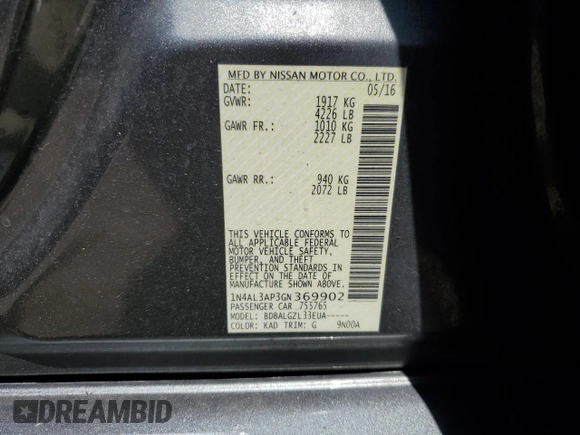 MFD BY NISSAN MOTOR CO., LTD.
DATE: 05/16
GVWR: 1917 KG
4226 LB
GAWR FR.: 1010 KG
2227 LB
GAWR RR.: 940 KG
2072 LB
THIS VEHICLE CONFORMS TO
ALL APPLICABLE FEDERAL
MOTOR VEHICLE SAFETY,
BUMPER, AND THEFT
PREVENTION STANDARDS IN
EFFECT ON THE DATE OF
MANUFACTURE SHOWN ABOVE.
1N4AL3AP3GN369902
PASSENGER CAR 755765
MODEL: BDBALGZL33EUA-----
COLOR: KAD TRIM: G 9N00A
DREAMBID